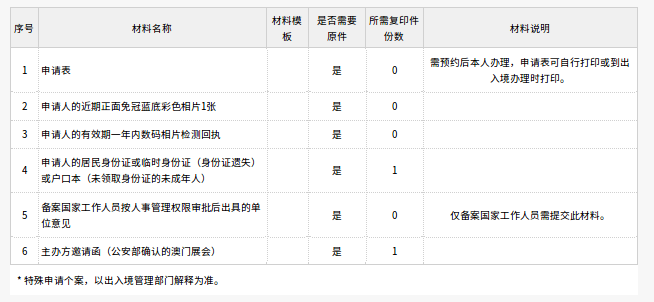 序号 材料名称 材料模板 是否需要原件 所需复印件份数 材料说明
1 申请表 是 0 需预约后本人办理，申请表可自行打印或到出
入境办理时打印。
2 申请人的近期正面免冠蓝底彩色相片1张 是 0
3 申请人的有效期一年内数码相片检测回执 是 0
4 申请人的居民身份证或临时身份证（身份证遗失）
或户口本（未领取身份证的未成年人） 是 1
5 备案国家工作人员按人事管理权限审批后出具的单
位意见 是 0 仅备案国家工作人员需提交此材料。
6 主办方邀请函（公安部确认的澳门展会） 是 1
* 特殊申请个案，以出入境管理部门解释为准。